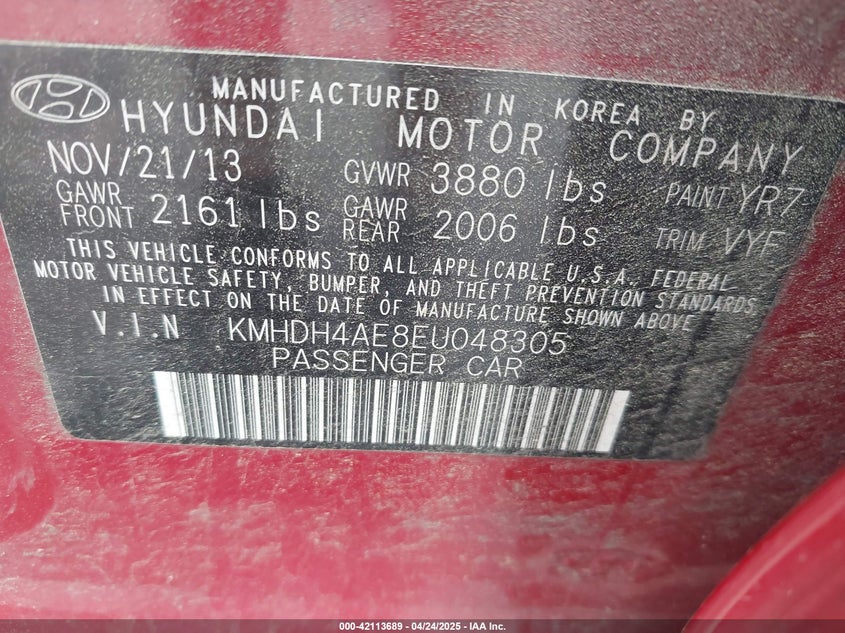 MANUFACTURED IN KOREA BY
HYUNDAI MOTOR COMPANY
NOV/21/13 GVWR 3880 lbs PAINT YR7
GAWR FRONT 2161 lbs GAWR REAR 2006 lbs TRIM VYF
THIS VEHICLE CONFORMS TO ALL APPLICABLE U.S.A. FEDERAL
MOTOR VEHICLE SAFETY, BUMPER, AND THEFT PREVENTION STANDARDS
IN EFFECT ON THE DATE OF MANUFACTURE SHOWN ABOVE
V.I.N KMHDH4AE8EU048305
PASSENGER CAR
000-42113689 - 04/24/2025 - IAA Inc.